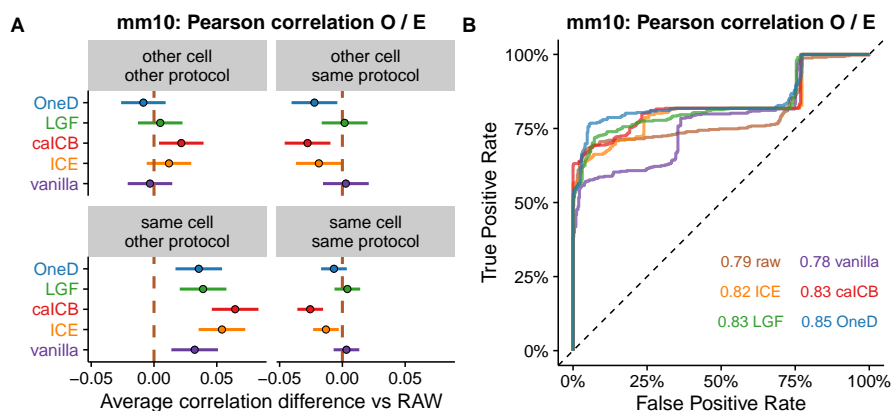 A
mm10: Pearson correlation O / E
other cell
other protocol
other cell
same protocol
OneD
LGF
caICB
ICE
vanilla
same cell
other protocol
same cell
same protocol
OneD
LGF
caICB
ICE
vanilla
−0.05 0.00 0.05
−0.05 0.00 0.05
Average correlation difference vs RAW
B
mm10: Pearson correlation O / E
100%
75%
50%
25%
0%
True Positive Rate
0.79 raw
0.78 vanilla
0.82 ICE
0.83 caICB
0.83 LGF
0.85 OneD
0% 25% 50% 75% 100%
False Positive Rate